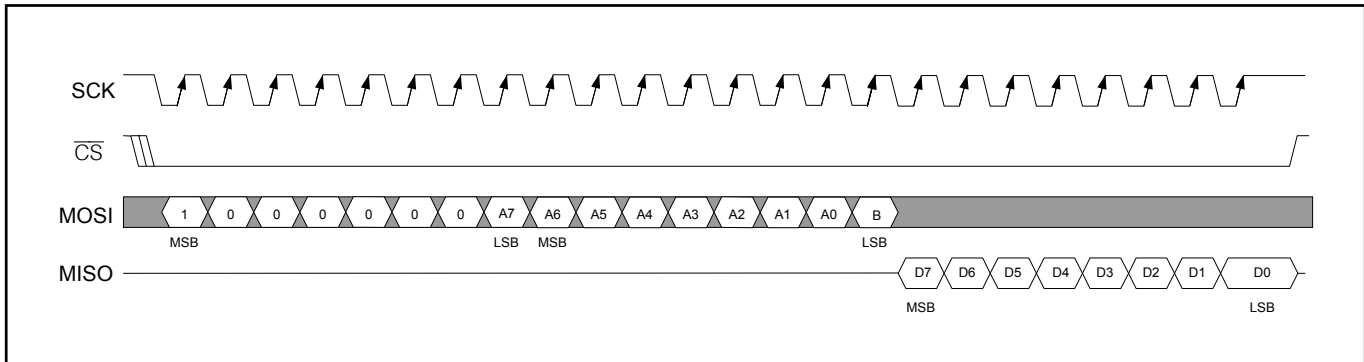 SCK
C̅S̅
MOSI 1 0 0 0 0 0 0 A7 A6 A5 A4 A3 A2 A1 A0 B
MSB LSB MSB LSB
MISO D7 D6 D5 D4 D3 D2 D1 D0
MSB LSB